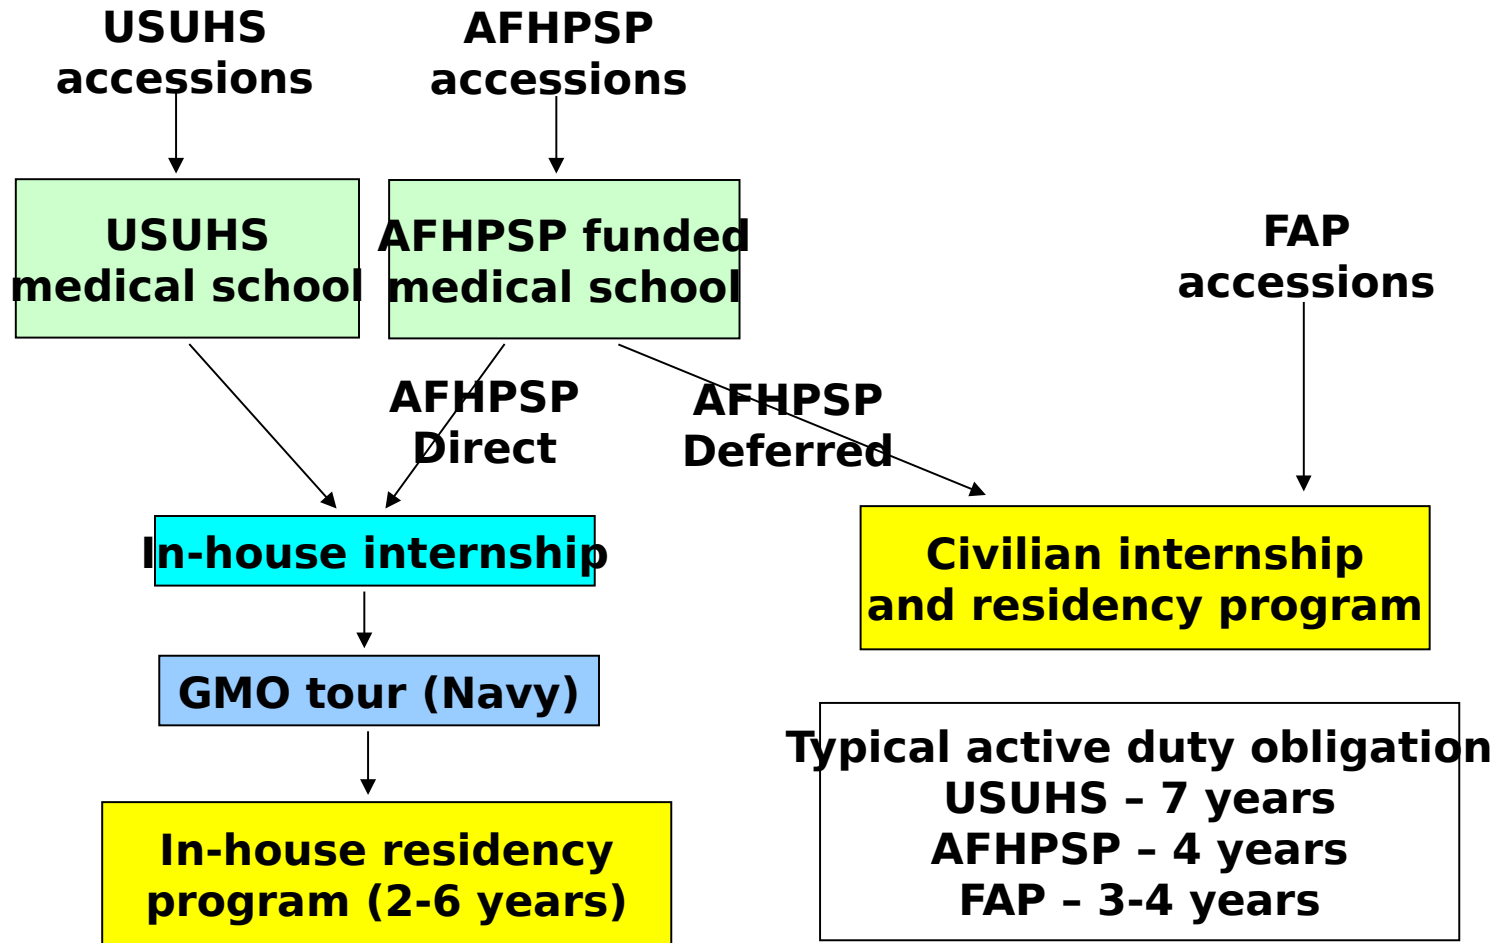 USUHS
accessions
AFHPSP
accessions
USUHS
medical school
AFHPSP funded
medical school
FAP
accessions
AFHPSP
Direct
AFHPSP
Deferred
In-house internship
Civilian internship
and residency program
GMO tour (Navy)
Typical active duty obligation
USUHS – 7 years
AFHPSP – 4 years
FAP – 3-4 years
In-house residency
program (2-6 years)